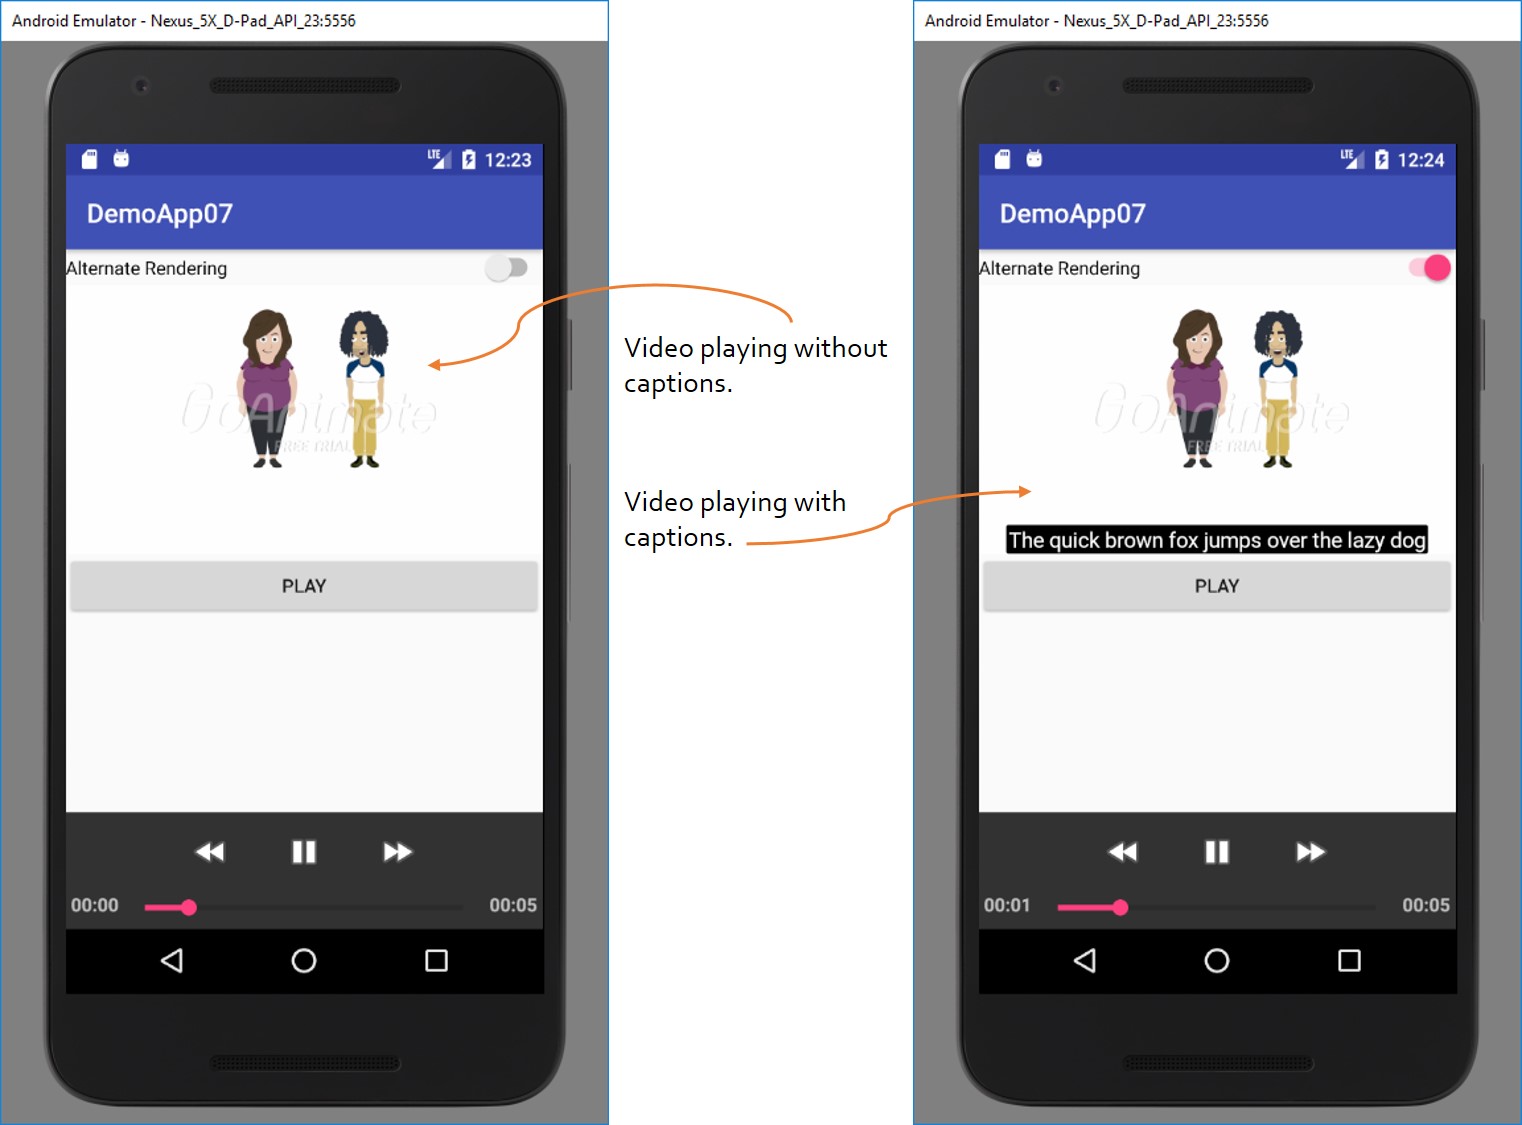 Android Emulator - Nexus_5X_D-Pad_API_23:5556
LTE 12:23
DemoApp07
Alternate Rendering
GoAnimate
FREE TRIAL
PLAY
00:00 00:05
Video playing without
captions.
Video playing with
captions.
Android Emulator - Nexus_5X_D-Pad_API_23:5556
LTE 12:24
DemoApp07
Alternate Rendering
GoAnimate
FREE TRIAL
The quick brown fox jumps over the lazy dog
PLAY
00:01 00:05